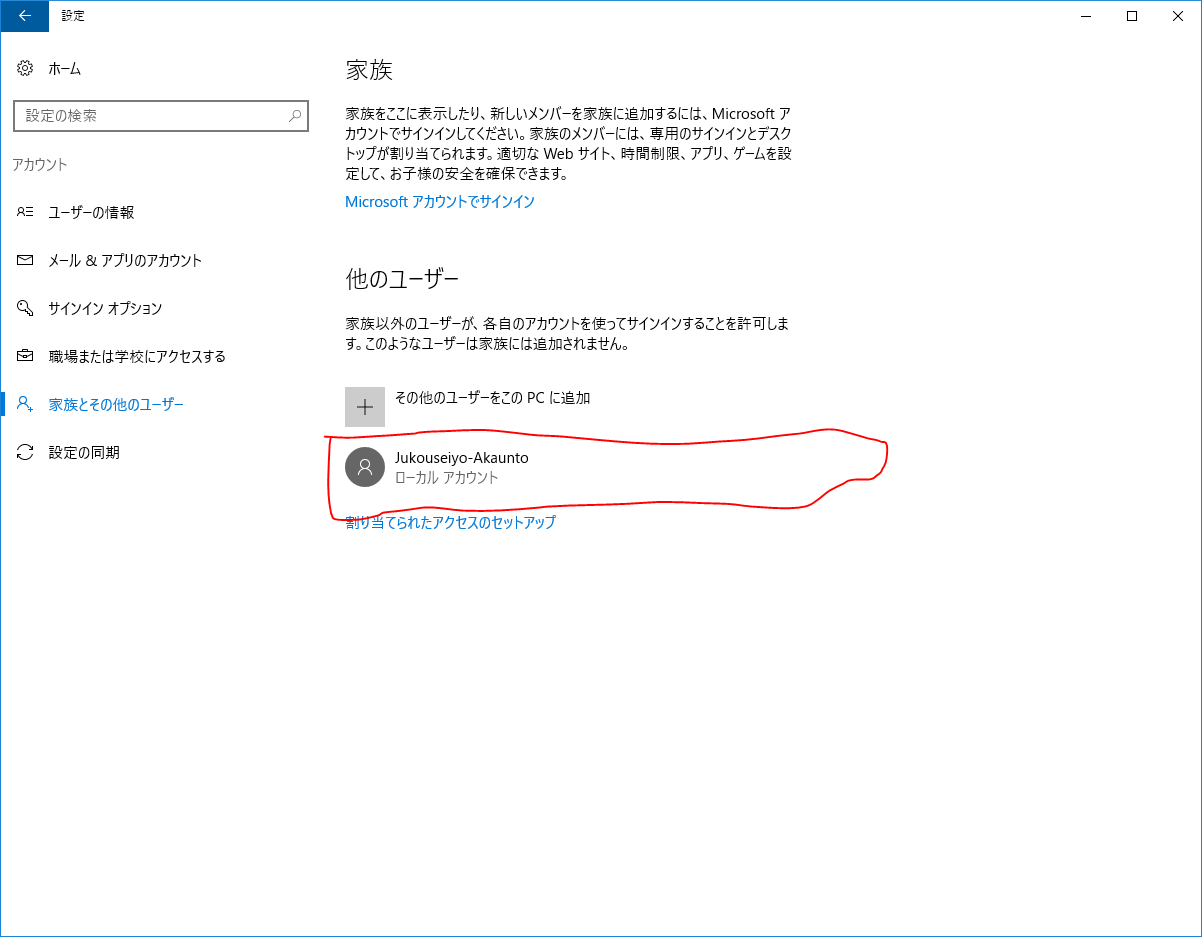 設定
ホーム
設定の検索
アカウント
ユーザーの情報
メール & アプリのアカウント
サインイン オプション
職場または学校にアクセスする
家族とその他のユーザー
設定の同期
家族
家族をここに表示したり、新しいメンバーを家族に追加するには、Microsoft ア
カウントでサインインしてください。家族のメンバーには、専用のサインインとデスク
トップが割り当てられます。適切な Web サイト、時間制限、アプリ、ゲームを設
定して、お子様の安全を確保できます。
Microsoft アカウントでサインイン
他のユーザー
家族以外のユーザーが、各自のアカウントを使ってサインインすることを許可しま
す。このようなユーザーは家族には追加されません。
その他のユーザーをこの PC に追加
Jukouseiyo-Akaunto
ローカル アカウント
割り当てられたアクセスのセットアップ